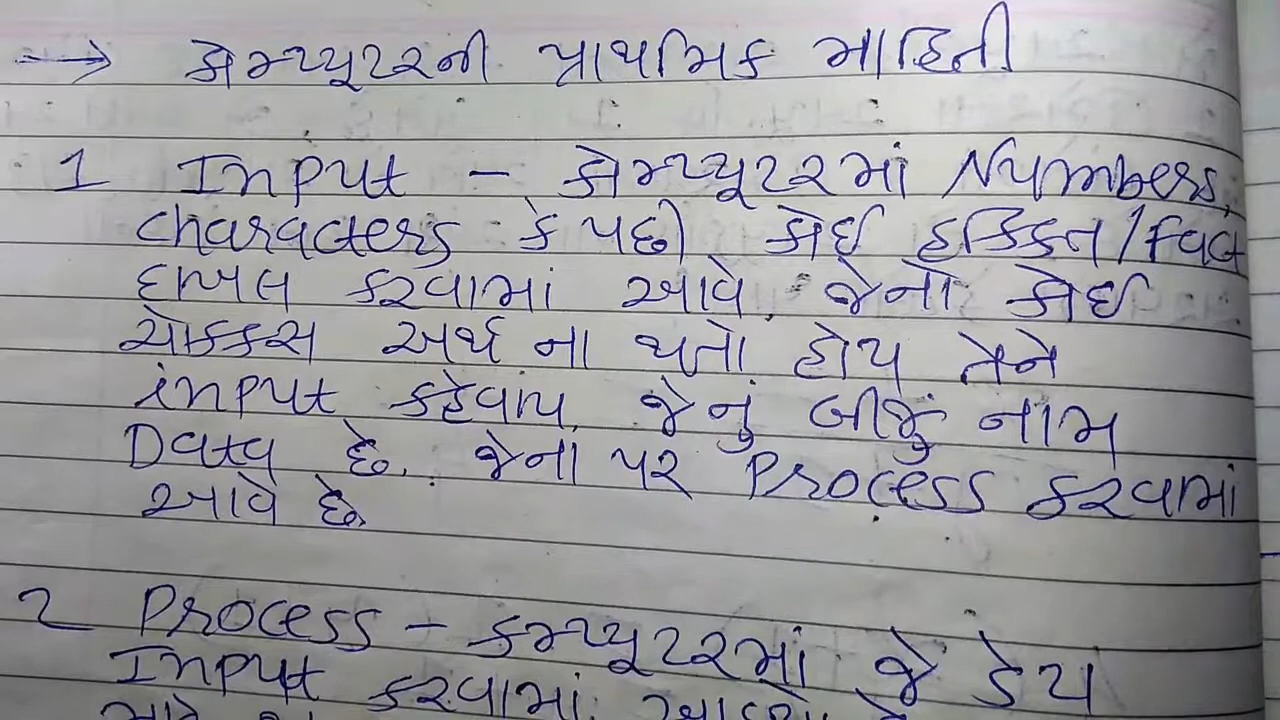 → કોમ્પ્યૂટરની પ્રાથમિક માહિતી
1 Input - કોમ્પ્યૂટરમાં Numbers,
characters કે પછી કોઈ હકિકત/Fact
દાખલ કરવામાં આવે, જેનો કોઈ
ચોક્કસ અર્થ ના થતો હોય તેને
input કહેવાય, જેનું બીજું નામ
Data છે. જેના પર Process કરવામાં
આવે છે.
2 Process - કમ્પ્યૂટરમાં જે ડેટા
Input કરવામાં